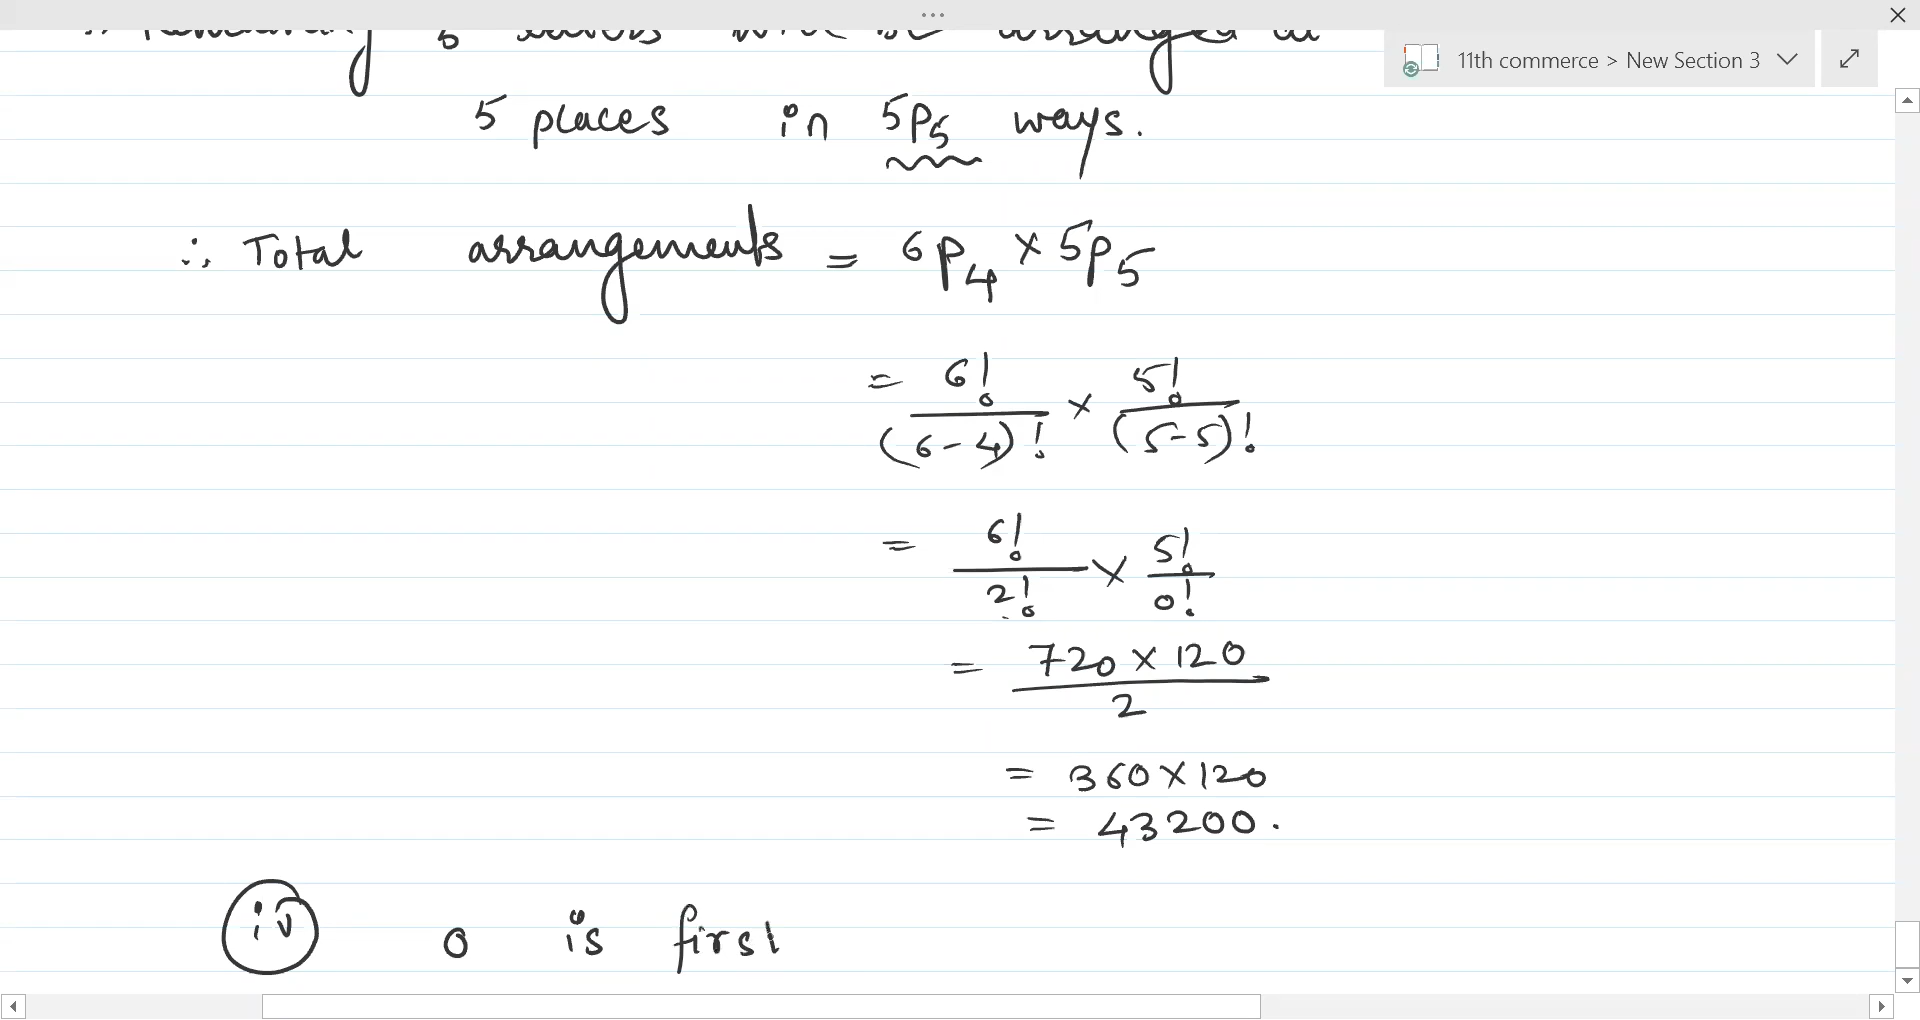 11th commerce > New Section 3
5 places in 5P5 ways.
∴ Total arrangements = 6P4 × 5P5
= 6!/(6-4)! × 5!/(5-5)!
= 6!/2! × 5!/0!
= 720 × 120/2
= 360 × 120
= 43200.
iv o is first